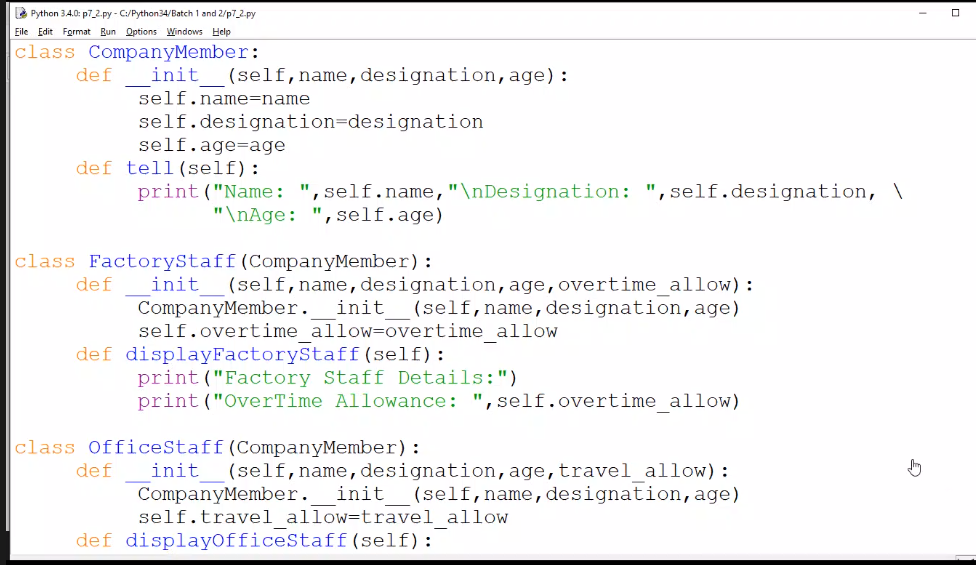 Python 3.4.0: p7_2.py - C:/Python34/Batch 1 and 2/p7_2.py
File Edit Format Run Options Windows Help
class CompanyMember:
    def __init__(self,name,designation,age):
        self.name=name
        self.designation=designation
        self.age=age
    def tell(self):
        print("Name: ",self.name,"\nDesignation: ",self.designation, \
            "\nAge: ",self.age)
class FactoryStaff(CompanyMember):
    def __init__(self,name,designation,age,overtime_allow):
        CompanyMember.__init__(self,name,designation,age)
        self.overtime_allow=overtime_allow
    def displayFactoryStaff(self):
        print("Factory Staff Details:")
        print("OverTime Allowance: ",self.overtime_allow)
class OfficeStaff(CompanyMember):
    def __init__(self,name,designation,age,travel_allow):
        CompanyMember.__init__(self,name,designation,age)
        self.travel_allow=travel_allow
    def displayOfficeStaff(self):